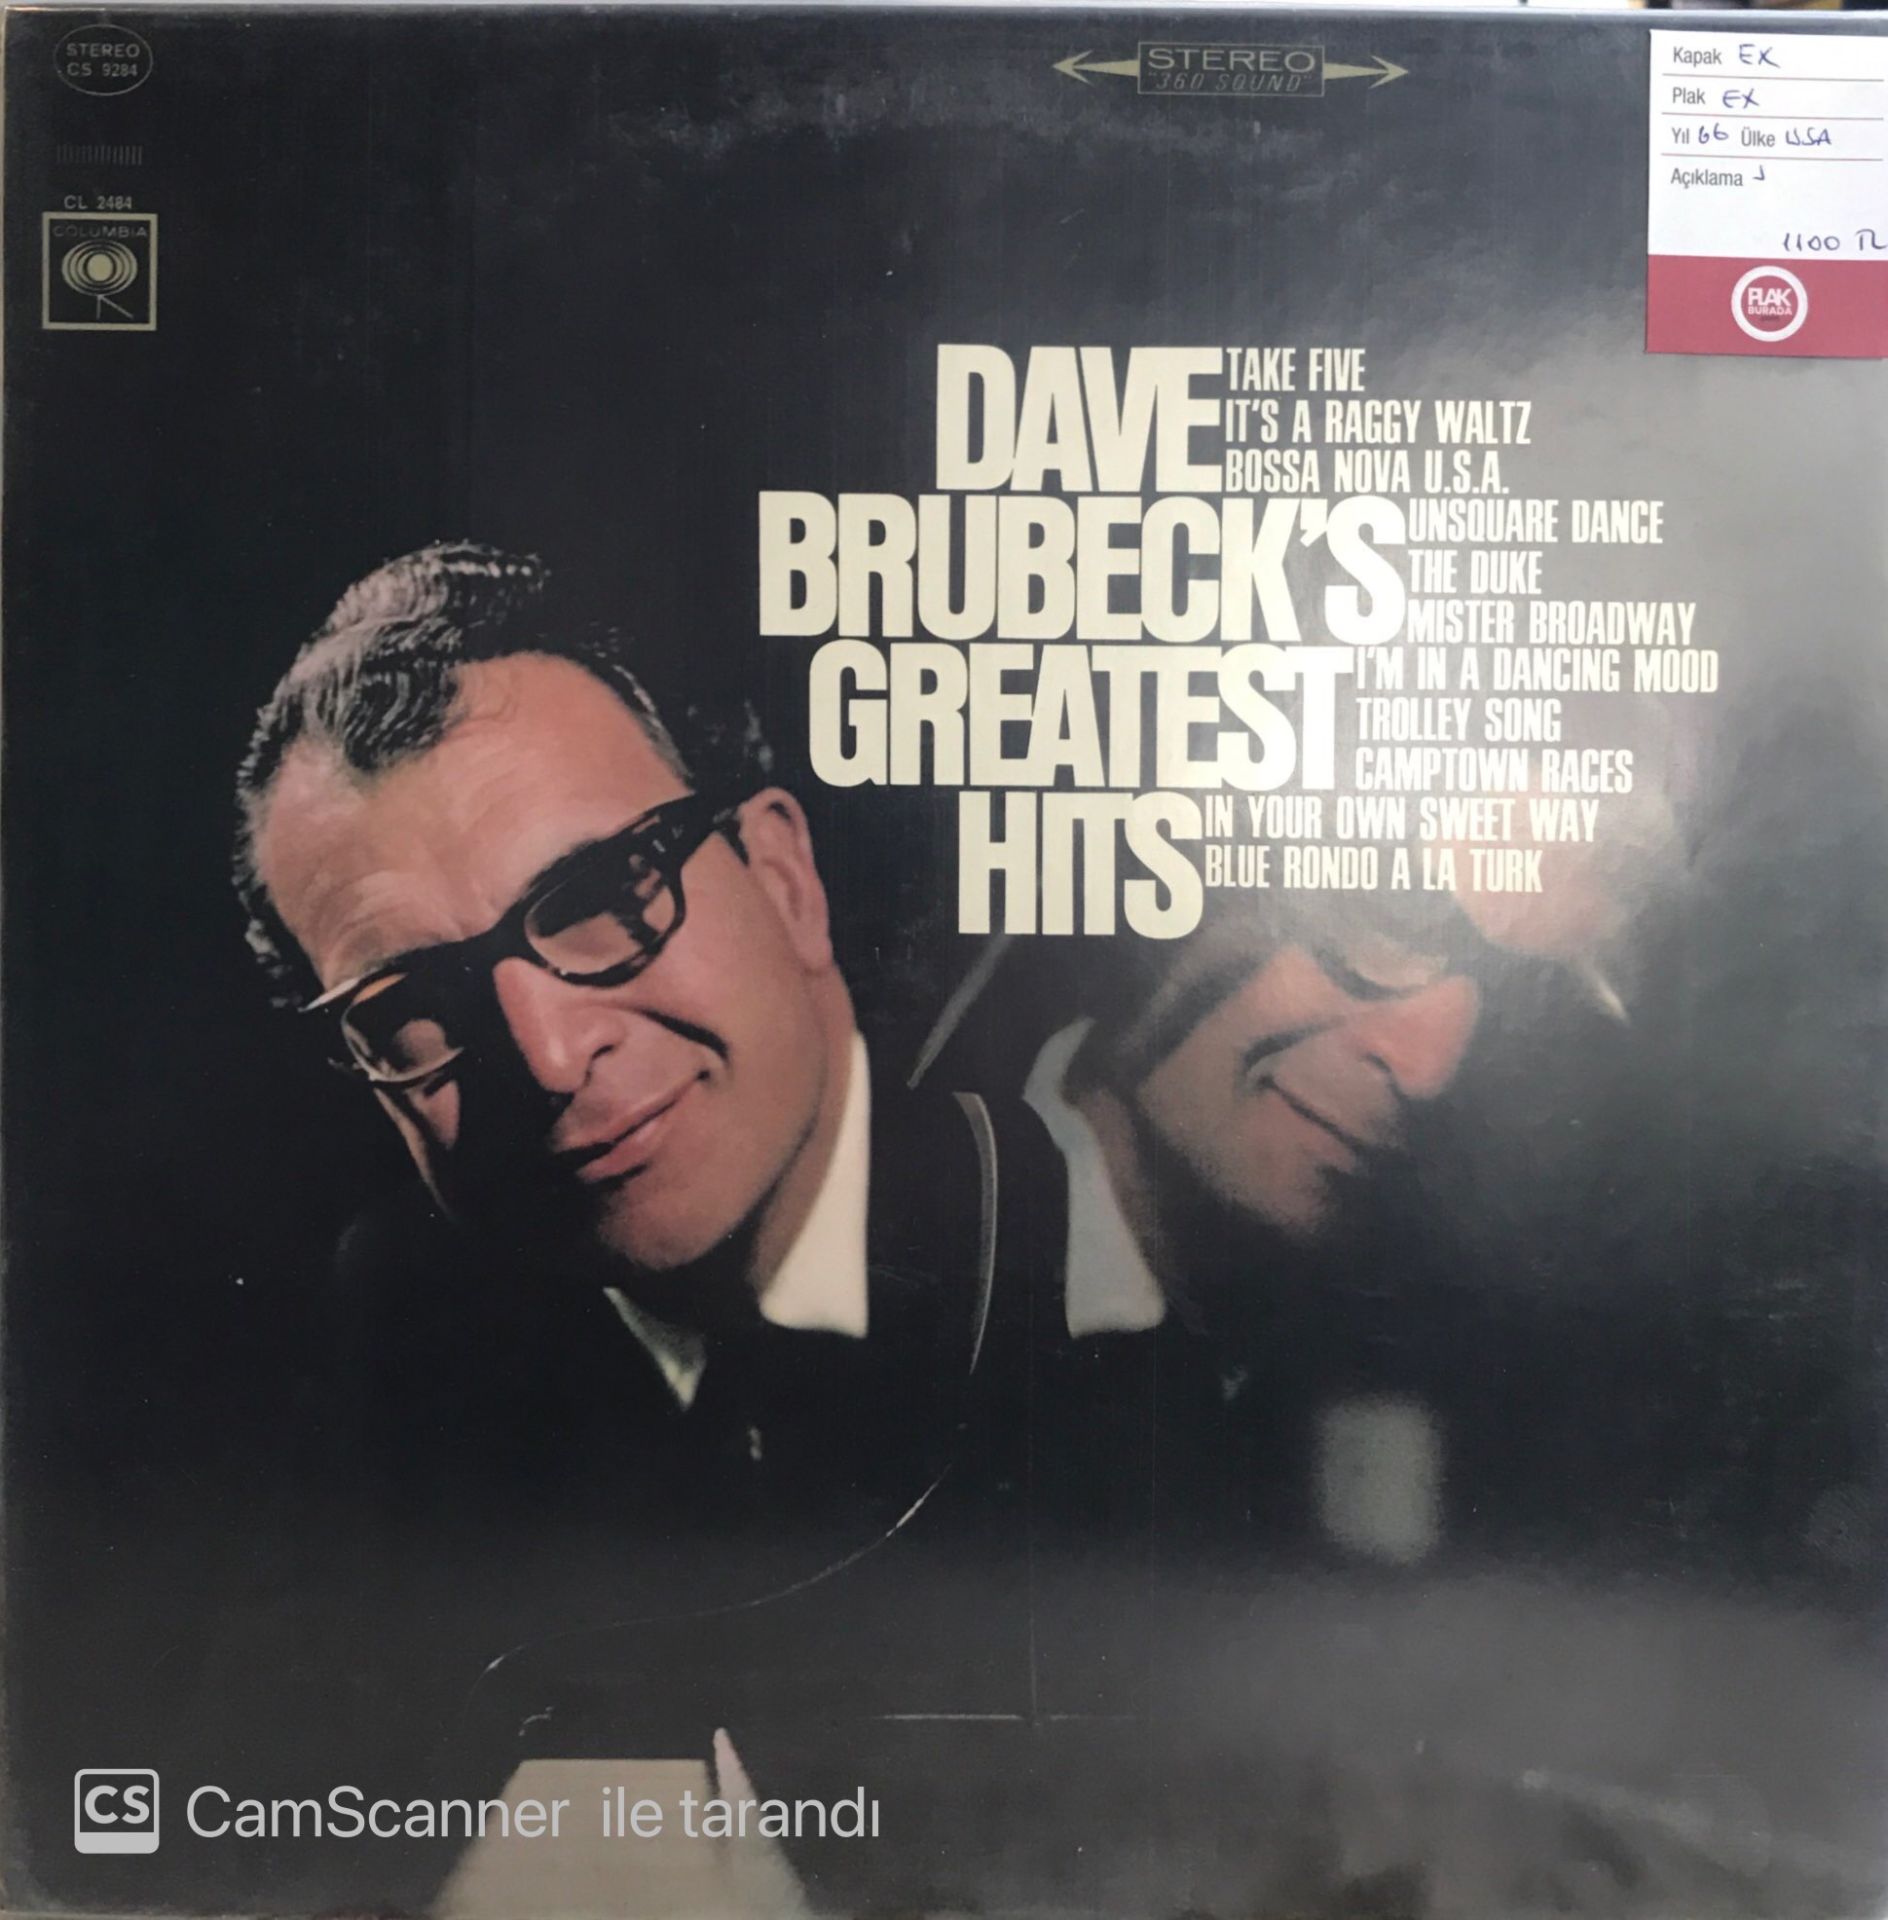 STEREO
CS 9284
STEREO
"360 SOUND"
Kapak EX
Plak EX
Yıl 66 Ülke USA
Açıklama
1100 TL
PLAK
BURADA
CL 2484
COLUMBIA
DAVE
TAKE FIVE
IT'S A RAGGY WALTZ
BOSSA NOVA U.S.A.
BRUBECK'S
UNSQUARE DANCE
THE DUKE
MISTER BROADWAY
GREATEST
I'M IN A DANCING MOOD
TROLLEY SONG
CAMPTOWN RACES
HITS
IN YOUR OWN SWEET WAY
BLUE RONDO A LA TURK
CS CamScanner ile tarandı